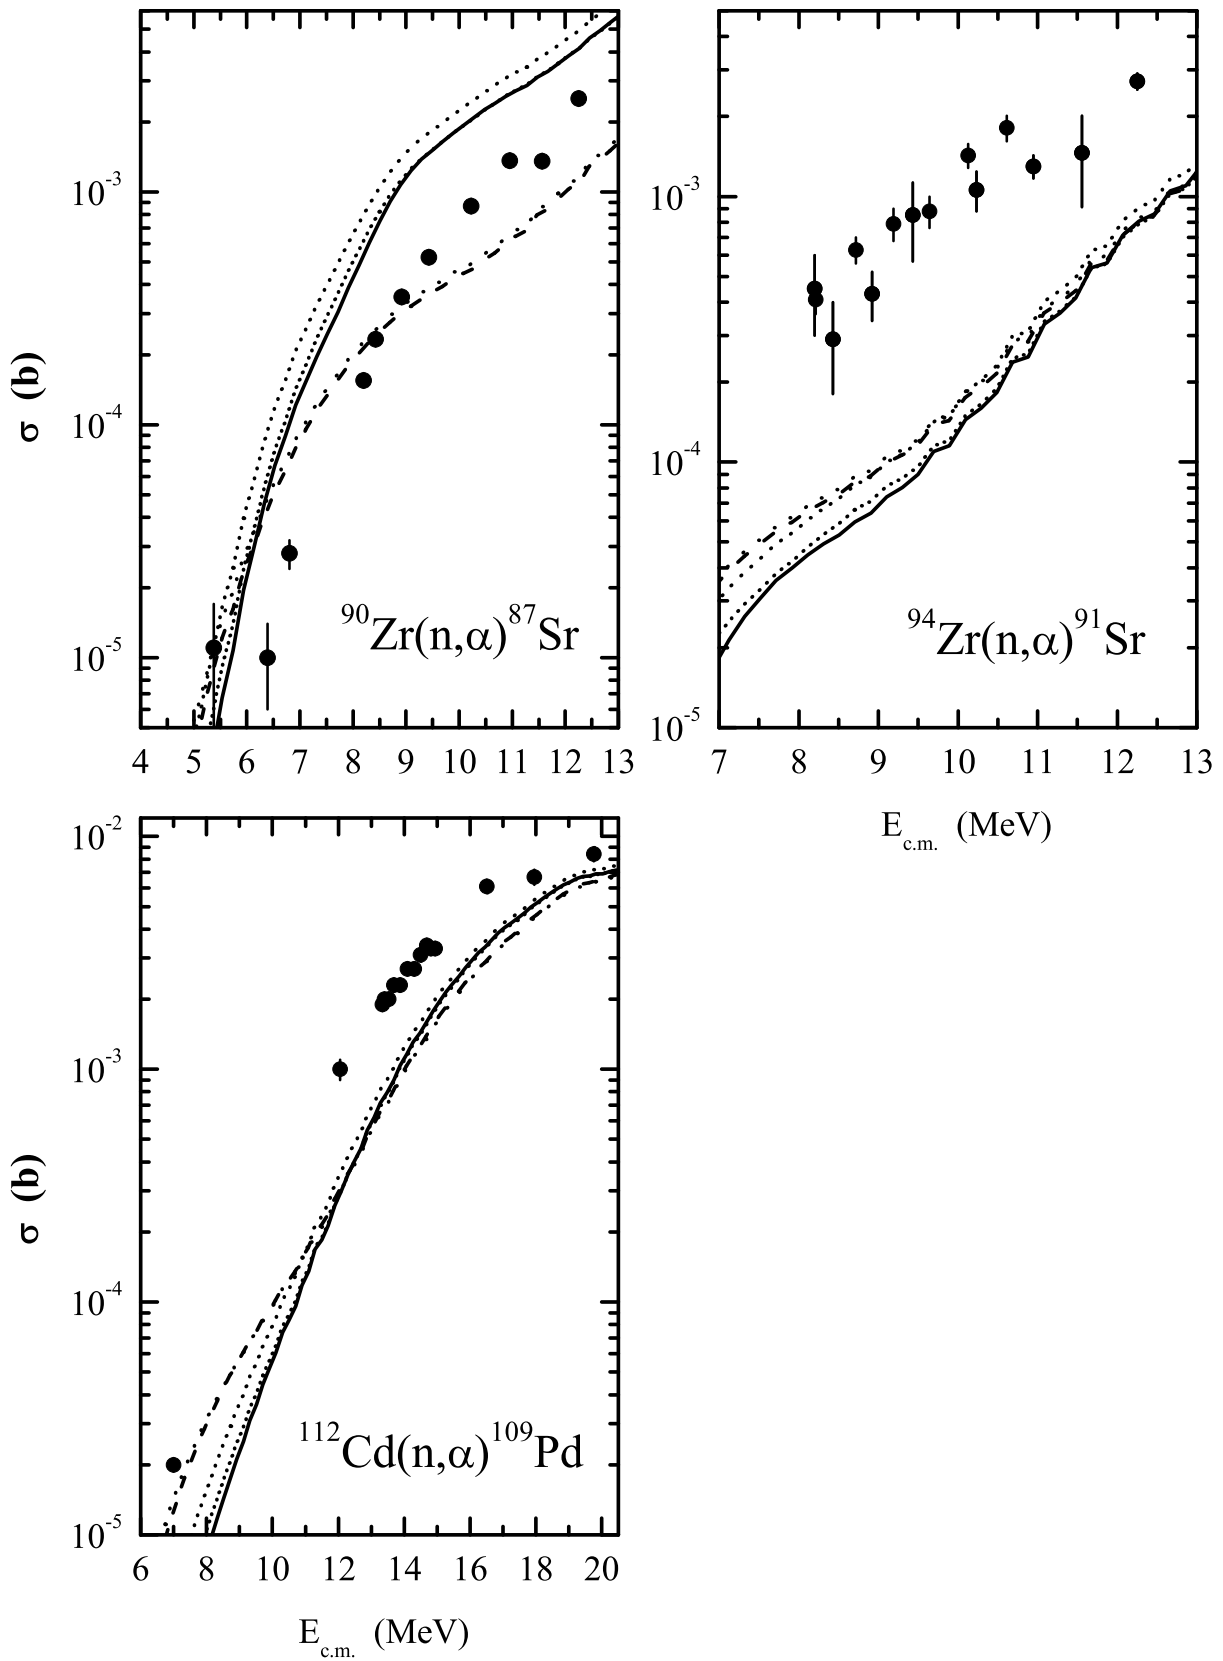 σ (b)
10⁻³
10⁻⁴
10⁻⁵
⁹⁰Zr(n,α)⁸⁷Sr
4 5 6 7 8 9 10 11 12 13
10⁻³
10⁻⁴
10⁻⁵
⁹⁴Zr(n,α)⁹¹Sr
7 8 9 10 11 12 13
E c.m. (MeV)
σ (b)
10⁻²
10⁻³
10⁻⁴
10⁻⁵
¹¹²Cd(n,α)¹⁰⁹Pd
6 8 10 12 14 16 18 20
E c.m. (MeV)